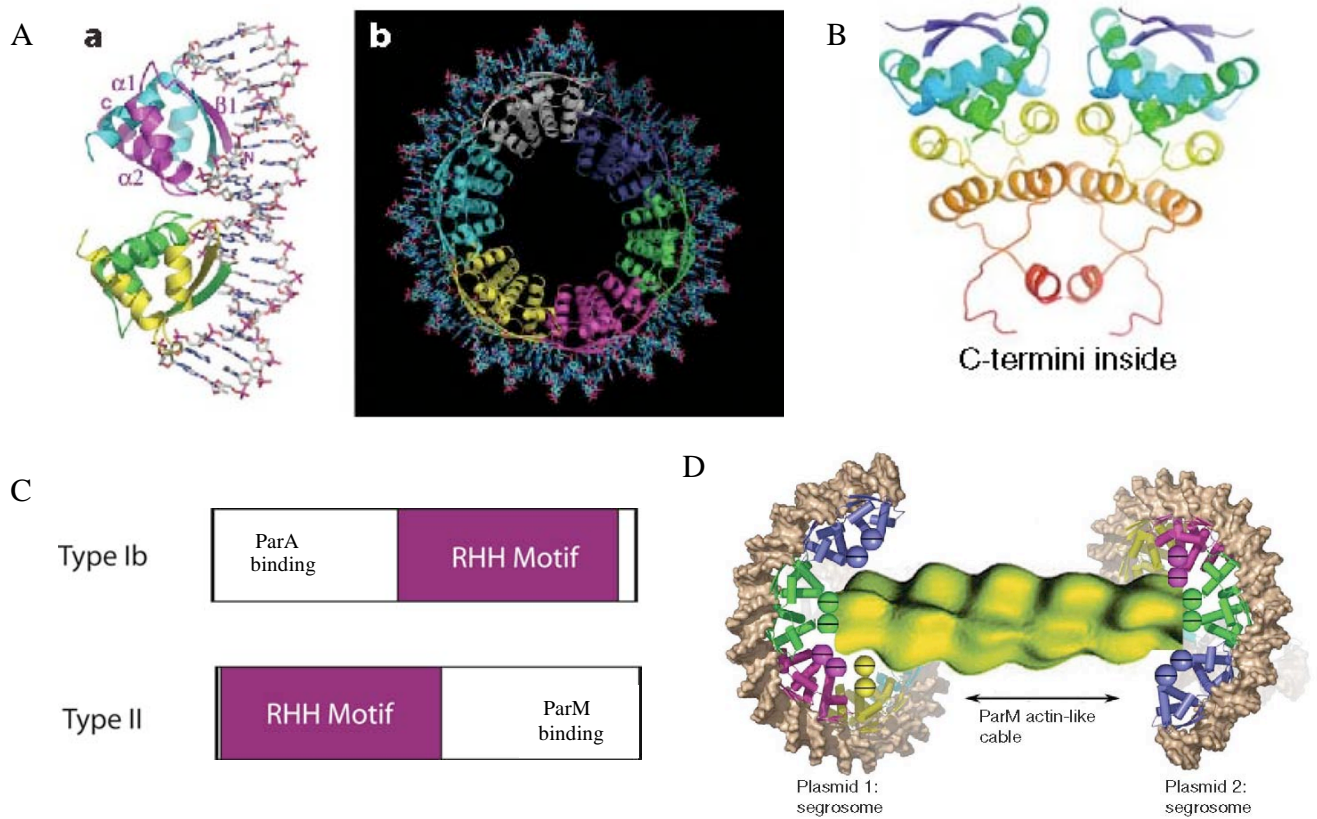 A
a
α1
c
β1
N
α2
b
B
C-termini inside
C
Type Ib
ParA
binding
RHH Motif
Type II
RHH Motif
ParM
binding
D
ParM actin-like
cable
Plasmid 1:
segrosome
Plasmid 2:
segrosome